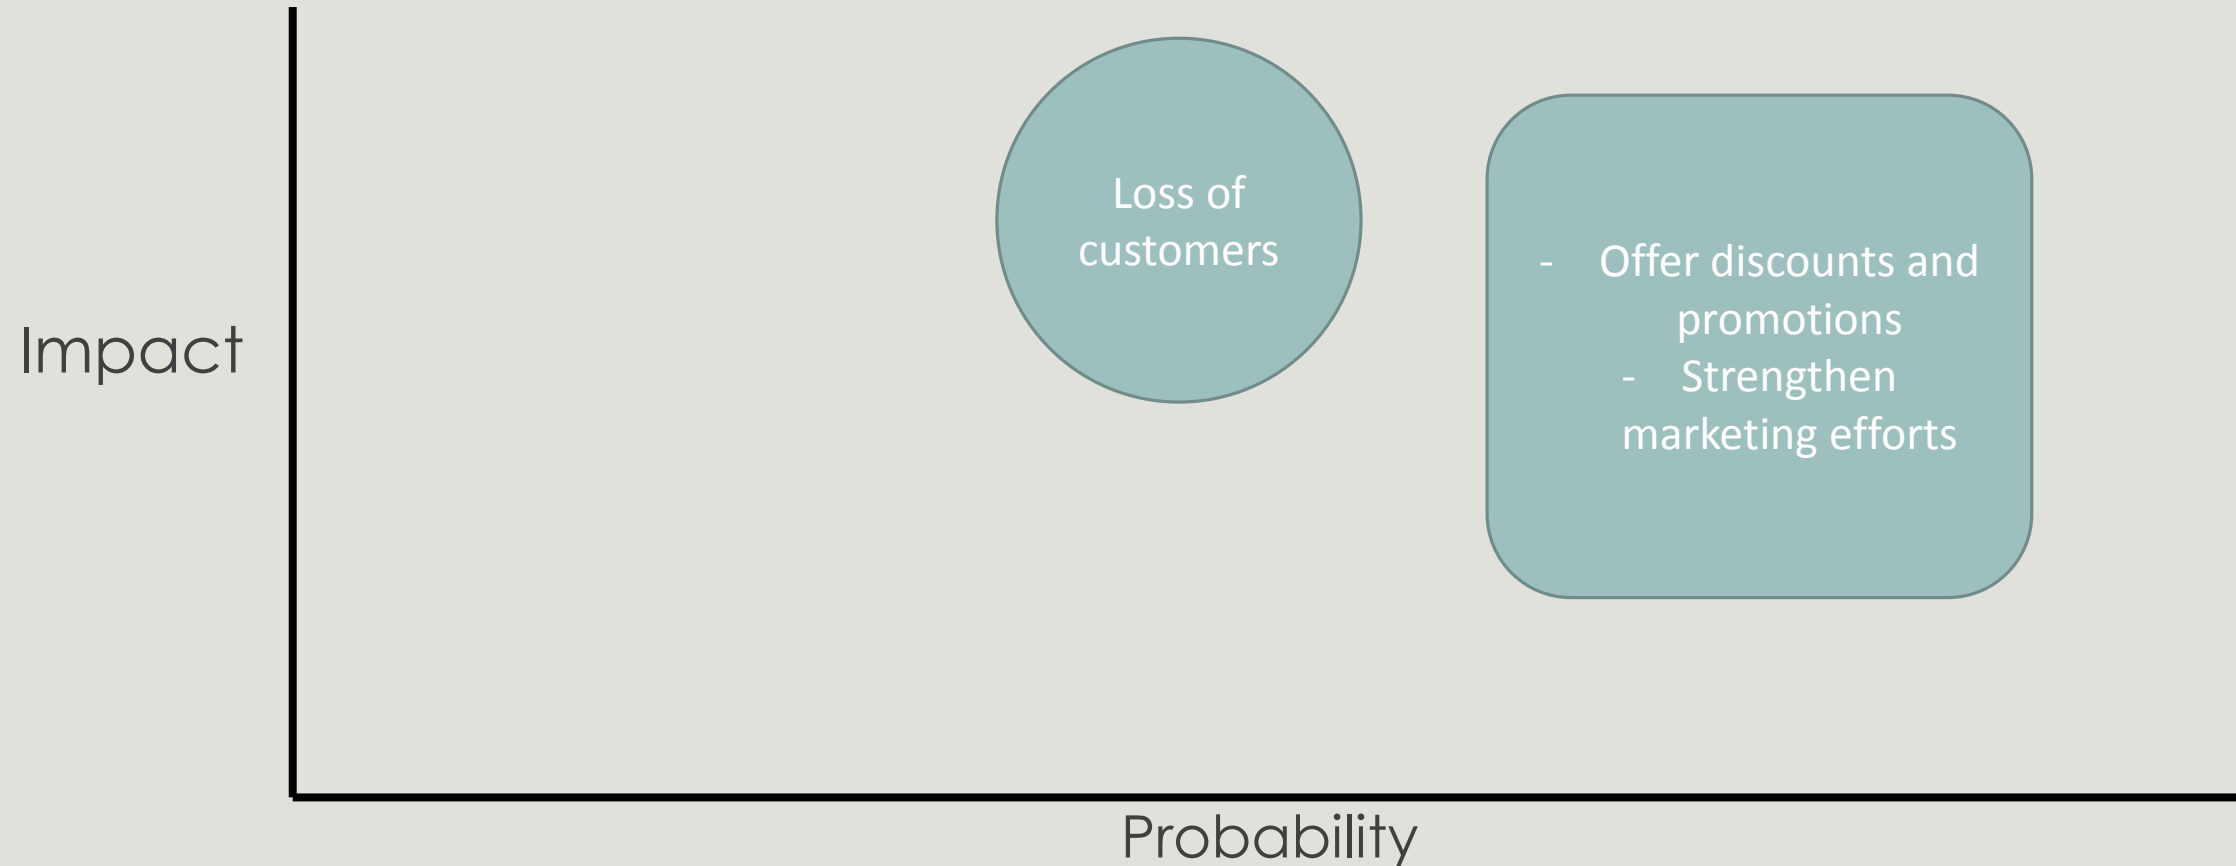 Impact
Loss of
customers
- Offer discounts and
promotions
- Strengthen
marketing efforts
Probability